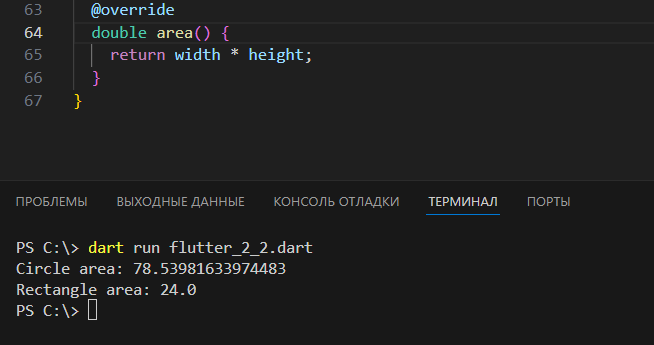 63 @override
64 double area() {
65 return width * height;
66 }
67 }
ПРОБЛЕМЫ ВЫХОДНЫЕ ДАННЫЕ КОНСОЛЬ ОТЛАДКИ ТЕРМИНАЛ ПОРТЫ
PS C:\> dart run flutter_2_2.dart
Circle area: 78.53981633974483
Rectangle area: 24.0
PS C:\>